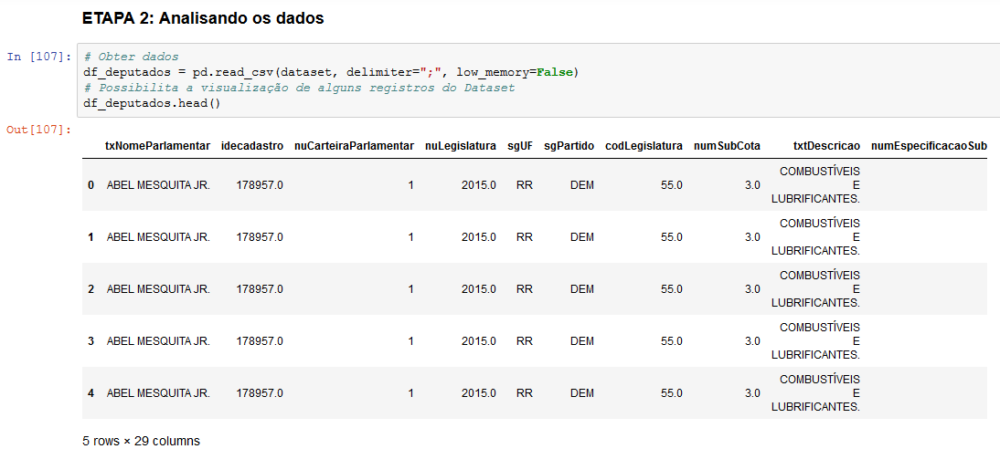 ETAPA 2: Analisando os dados
In [107]: # Obter dados
df_deputados = pd.read_csv(dataset, delimiter=";", low_memory=False)
# Possibilita a visualização de alguns registros do Dataset
df_deputados.head()
Out[107]:
txNomeParlamentar idecadastro nuCarteiraParlamentar nuLegislatura sgUF sgPartido codLegislatura numSubCota txtDescricao numEspecificacaoSub
0 ABEL MESQUITA JR. 178957.0 1 2015.0 RR DEM 55.0 3.0 COMBUSTÍVEIS
E
LUBRIFICANTES.
1 ABEL MESQUITA JR. 178957.0 1 2015.0 RR DEM 55.0 3.0 COMBUSTÍVEIS
E
LUBRIFICANTES.
2 ABEL MESQUITA JR. 178957.0 1 2015.0 RR DEM 55.0 3.0 COMBUSTÍVEIS
E
LUBRIFICANTES.
3 ABEL MESQUITA JR. 178957.0 1 2015.0 RR DEM 55.0 3.0 COMBUSTÍVEIS
E
LUBRIFICANTES.
4 ABEL MESQUITA JR. 178957.0 1 2015.0 RR DEM 55.0 3.0 COMBUSTÍVEIS
E
LUBRIFICANTES.
5 rows × 29 columns